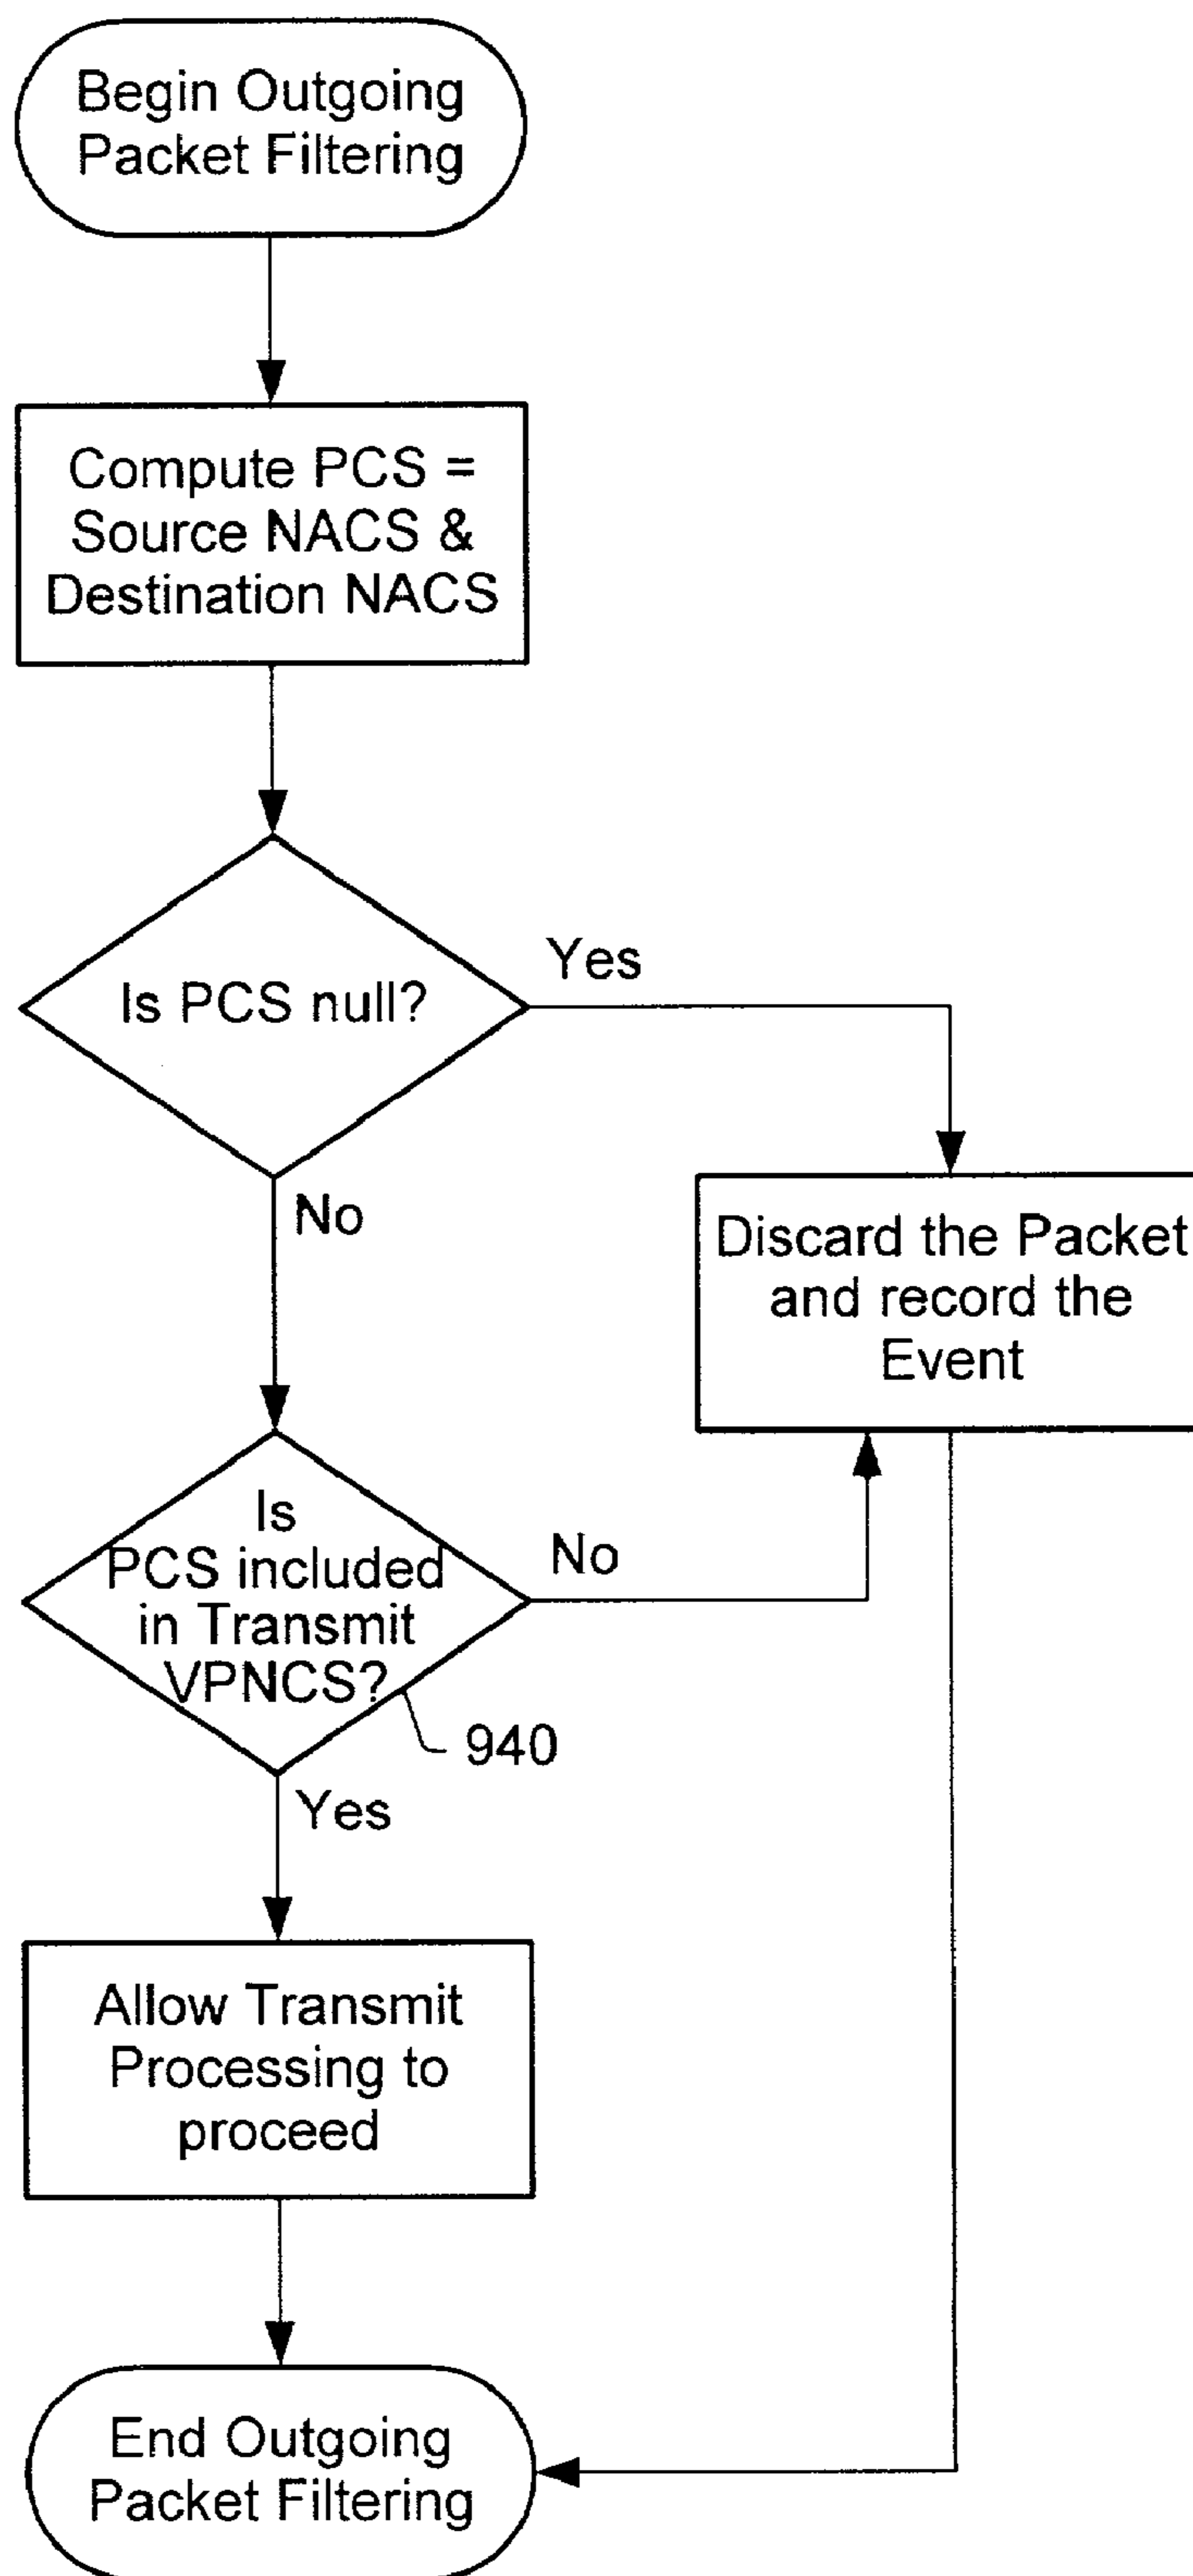 Begin Outgoing
Packet Filtering
Compute PCS =
Source NACS &
Destination NACS
Is PCS null?
Yes
No
Discard the Packet
and record the
Event
Is
PCS included
in Transmit
VPNCS?
No
940
Yes
Allow Transmit
Processing to
proceed
End Outgoing
Packet Filtering